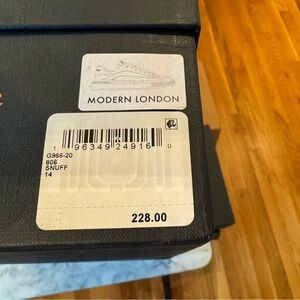 MODERN LONDON
1 96349 24916 0
G966-20
806
SNUFF
14
228.00